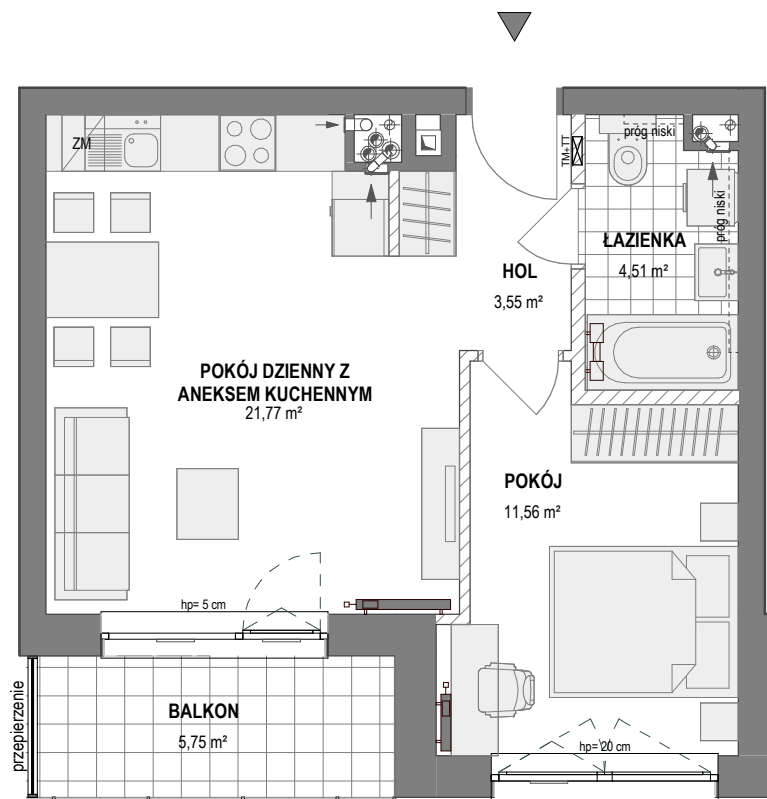 ZM
próg niski
TM+TT
próg niski
ŁAZIENKA
4,51 m²
HOL
3,55 m²
POKÓJ DZIENNY Z
ANEKSEM KUCHENNYM
21,77 m²
POKÓJ
11,56 m²
hp= 5 cm
przepierzenie
BALKON
5,75 m²
hp= 20 cm